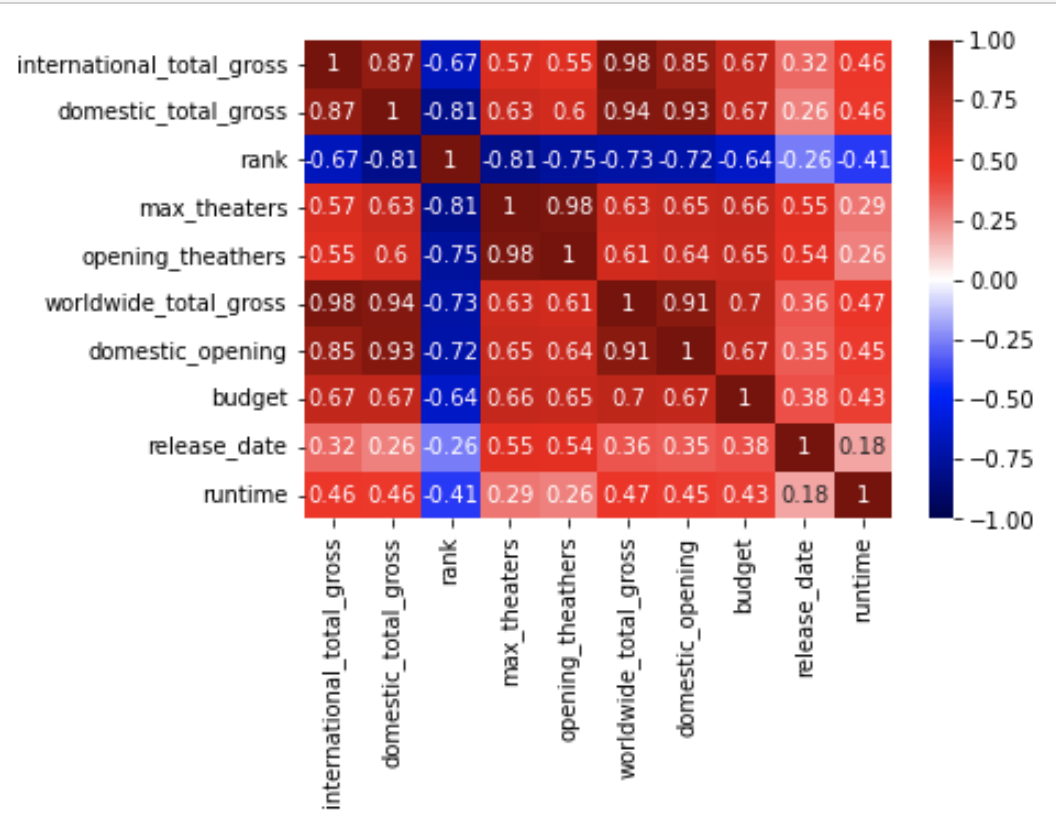 international_total_gross 1 0.87 -0.67 0.57 0.55 0.98 0.85 0.67 0.32 0.46
domestic_total_gross 0.87 1 -0.81 0.63 0.6 0.94 0.93 0.67 0.26 0.46
rank -0.67 -0.81 1 -0.81 -0.75 -0.73 -0.72 -0.64 -0.26 -0.41
max_theaters 0.57 0.63 -0.81 1 0.98 0.63 0.65 0.66 0.55 0.29
opening_theathers 0.55 0.6 -0.75 0.98 1 0.61 0.64 0.65 0.54 0.26
worldwide_total_gross 0.98 0.94 -0.73 0.63 0.61 1 0.91 0.7 0.36 0.47
domestic_opening 0.85 0.93 -0.72 0.65 0.64 0.91 1 0.67 0.35 0.45
budget 0.67 0.67 -0.64 0.66 0.65 0.7 0.67 1 0.38 0.43
release_date 0.32 0.26 -0.26 0.55 0.54 0.36 0.35 0.38 1 0.18
runtime 0.46 0.46 -0.41 0.29 0.26 0.47 0.45 0.43 0.18 1
international_total_gross
domestic_total_gross
rank
max_theaters
opening_theathers
worldwide_total_gross
domestic_opening
budget
release_date
runtime
1.00
0.75
0.50
0.25
0.00
−0.25
−0.50
−0.75
−1.00